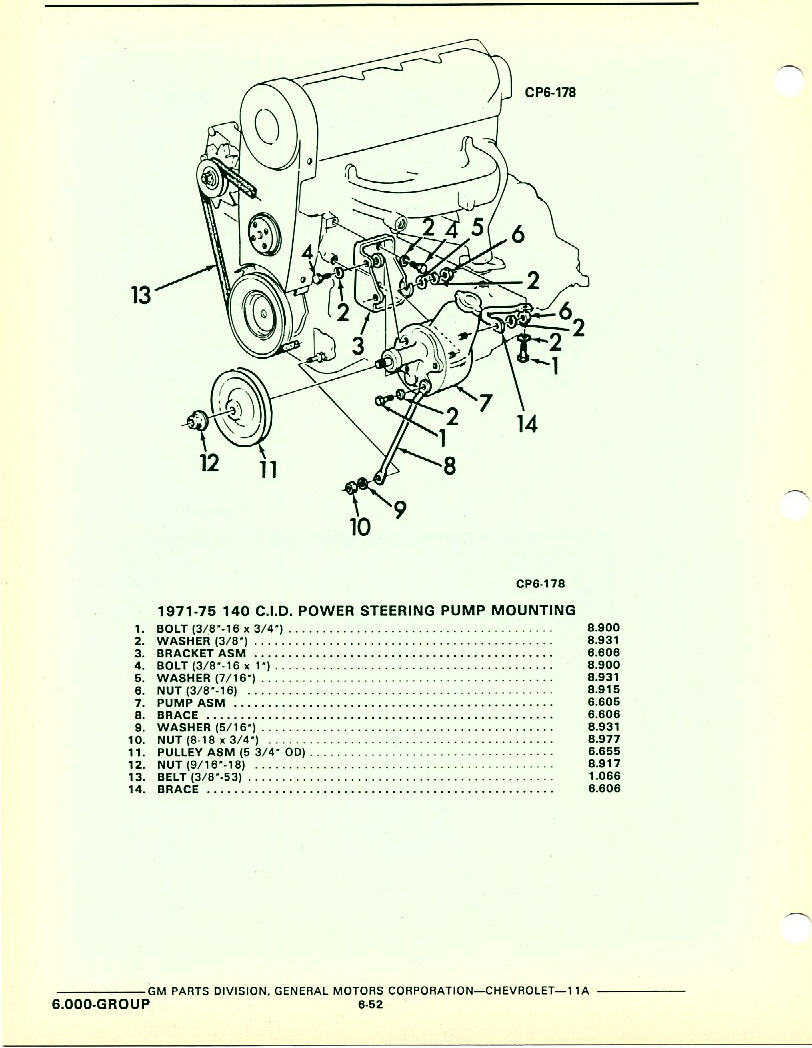 CP6-178
2
4
5
6
4
2
13
2
3
6
2
2
1
7
14
2
1
12
11
8
9
10
CP6-178
1971-75 140 C.I.D. POWER STEERING PUMP MOUNTING
1. BOLT (3/8"-16 x 3/4") ........................................ 8.900
2. WASHER (3/8") ........................................ 8.931
3. BRACKET ASM ........................................ 6.606
4. BOLT (3/8"-16 x 1") ........................................ 8.900
5. WASHER (7/16") ........................................ 8.931
6. NUT (3/8"-16) ........................................ 8.915
7. PUMP ASM ........................................ 6.605
8. BRACE ........................................ 6.606
9. WASHER (5/16") ........................................ 8.931
10. NUT (8-18 x 3/4") ........................................ 8.977
11. PULLEY ASM (5 3/4" OD) ........................................ 6.655
12. NUT (9/16"-18) ........................................ 8.917
13. BELT (3/8"-53) ........................................ 1.066
14. BRACE ........................................ 6.606
GM PARTS DIVISION, GENERAL MOTORS CORPORATION—CHEVROLET—11A
6.000-GROUP 6-52